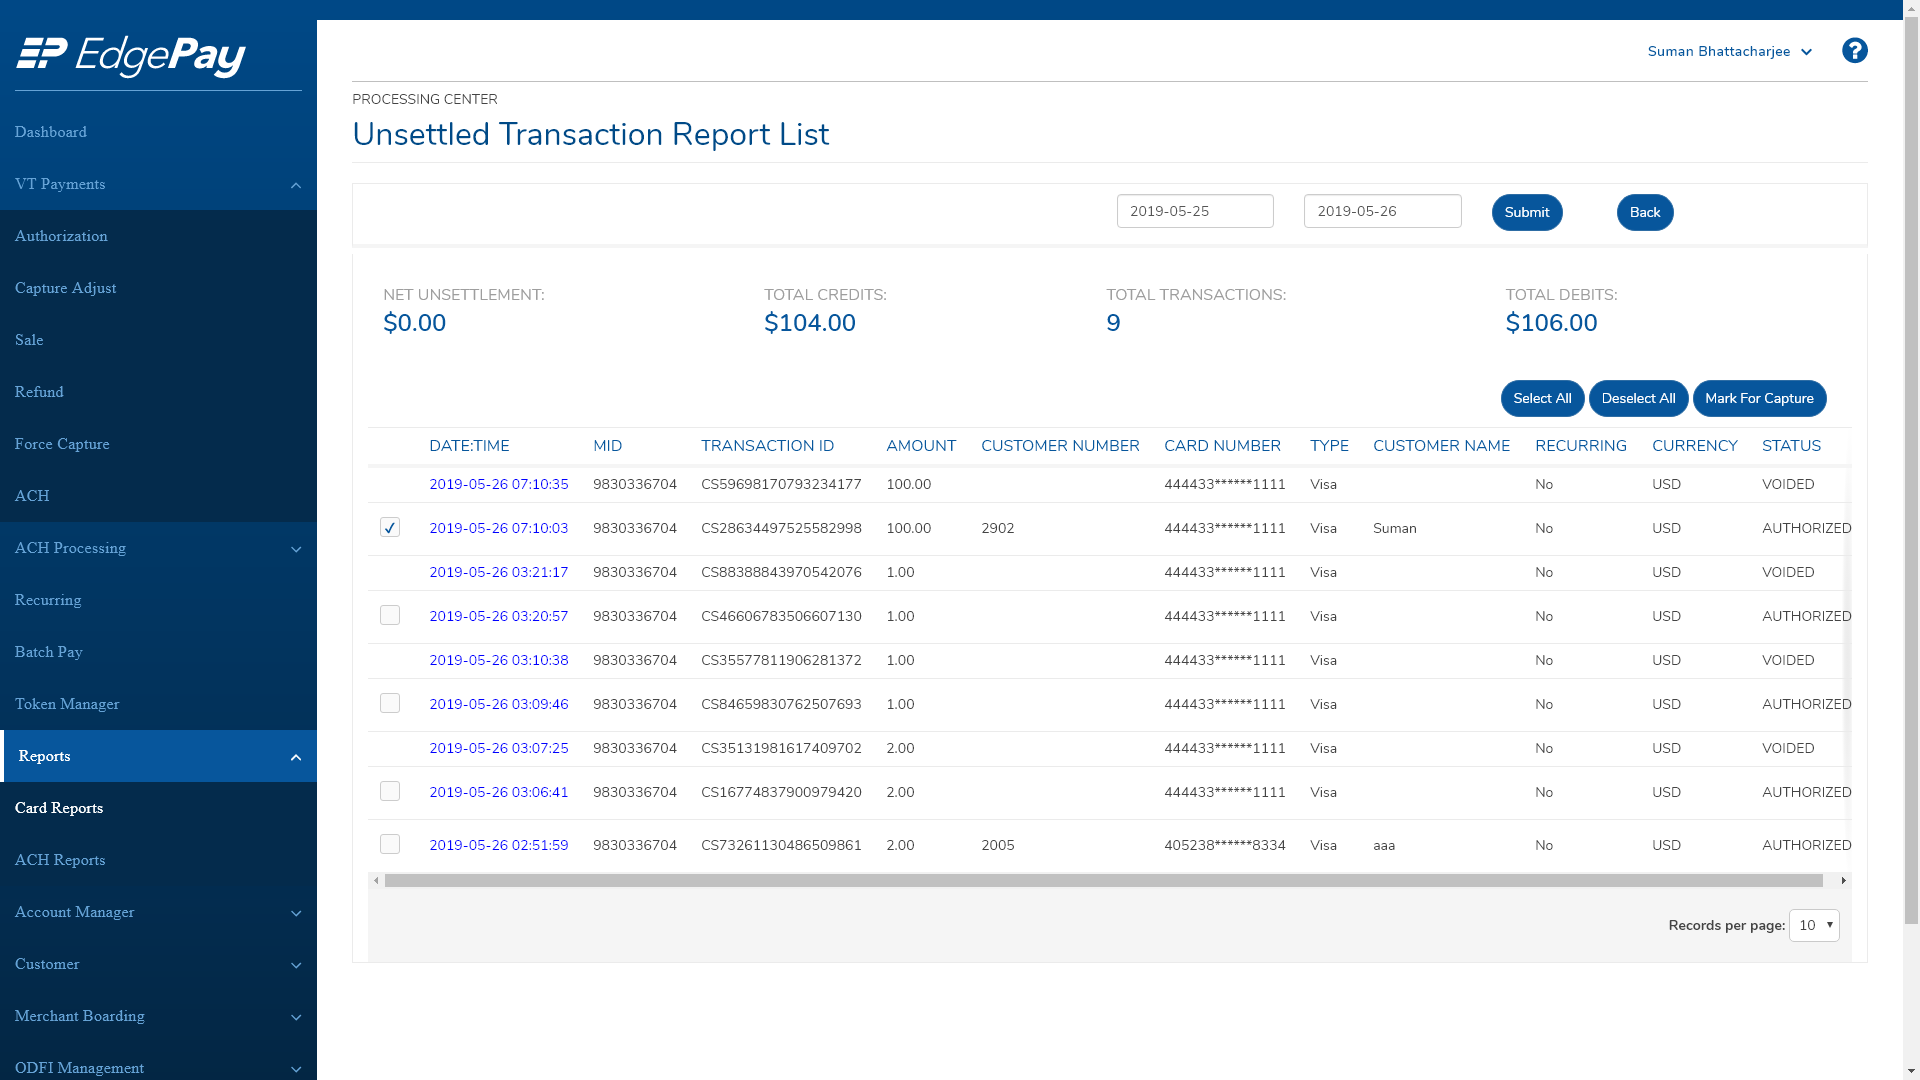 EdgePay
Dashboard
VT Payments
Authorization
Capture Adjust
Sale
Refund
Force Capture
ACH
ACH Processing
Recurring
Batch Pay
Token Manager
Reports
Card Reports
ACH Reports
Account Manager
Customer
Merchant Boarding
ODFI Management
Suman Bhattacharjee
?
PROCESSING CENTER
Unsettled Transaction Report List
2019-05-25 2019-05-26 Submit Back
NET UNSETTLEMENT: TOTAL CREDITS: TOTAL TRANSACTIONS: TOTAL DEBITS:
$0.00 $104.00 9 $106.00
Select All Deselect All Mark For Capture
DATE:TIME MID TRANSACTION ID AMOUNT CUSTOMER NUMBER CARD NUMBER TYPE CUSTOMER NAME RECURRING CURRENCY STATUS
2019-05-26 07:10:35 9830336704 CS59698170793234177 100.00 444433******1111 Visa No USD VOIDED
2019-05-26 07:10:03 9830336704 CS28634497525582998 100.00 2902 444433******1111 Visa Suman No USD AUTHORIZED
2019-05-26 03:21:17 9830336704 CS88388843970542076 1.00 444433******1111 Visa No USD VOIDED
2019-05-26 03:20:57 9830336704 CS46606783506607130 1.00 444433******1111 Visa No USD AUTHORIZED
2019-05-26 03:10:38 9830336704 CS35577811906281372 1.00 444433******1111 Visa No USD VOIDED
2019-05-26 03:09:46 9830336704 CS84659830762507693 1.00 444433******1111 Visa No USD AUTHORIZED
2019-05-26 03:07:25 9830336704 CS35131981617409702 2.00 444433******1111 Visa No USD VOIDED
2019-05-26 03:06:41 9830336704 CS16774837900979420 2.00 444433******1111 Visa No USD AUTHORIZED
2019-05-26 02:51:59 9830336704 CS73261130486509861 2.00 2005 405238******8334 Visa aaa No USD AUTHORIZED
Records per page: 10